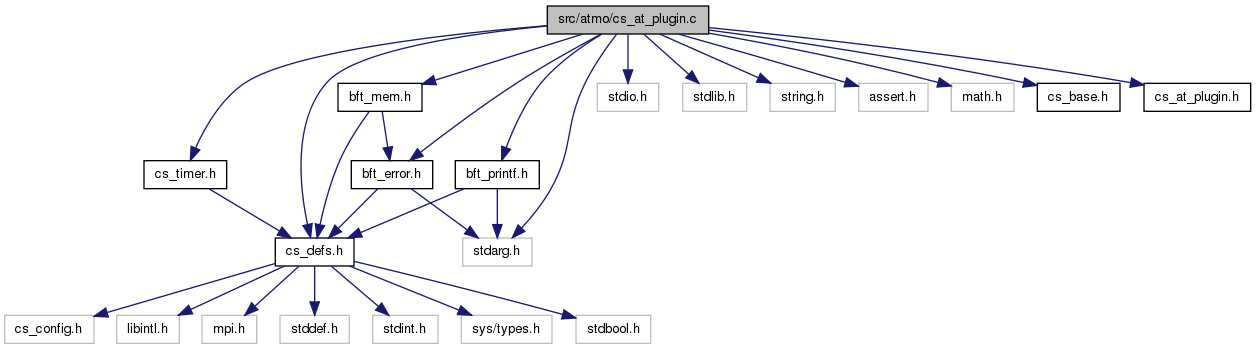 src/atmo/cs_at_plugin.c
bft_mem.h
stdio.h
stdlib.h
string.h
assert.h
math.h
cs_base.h
cs_at_plugin.h
cs_timer.h
bft_error.h
bft_printf.h
cs_defs.h
stdarg.h
cs_config.h
libintl.h
mpi.h
stddef.h
stdint.h
sys/types.h
stdbool.h